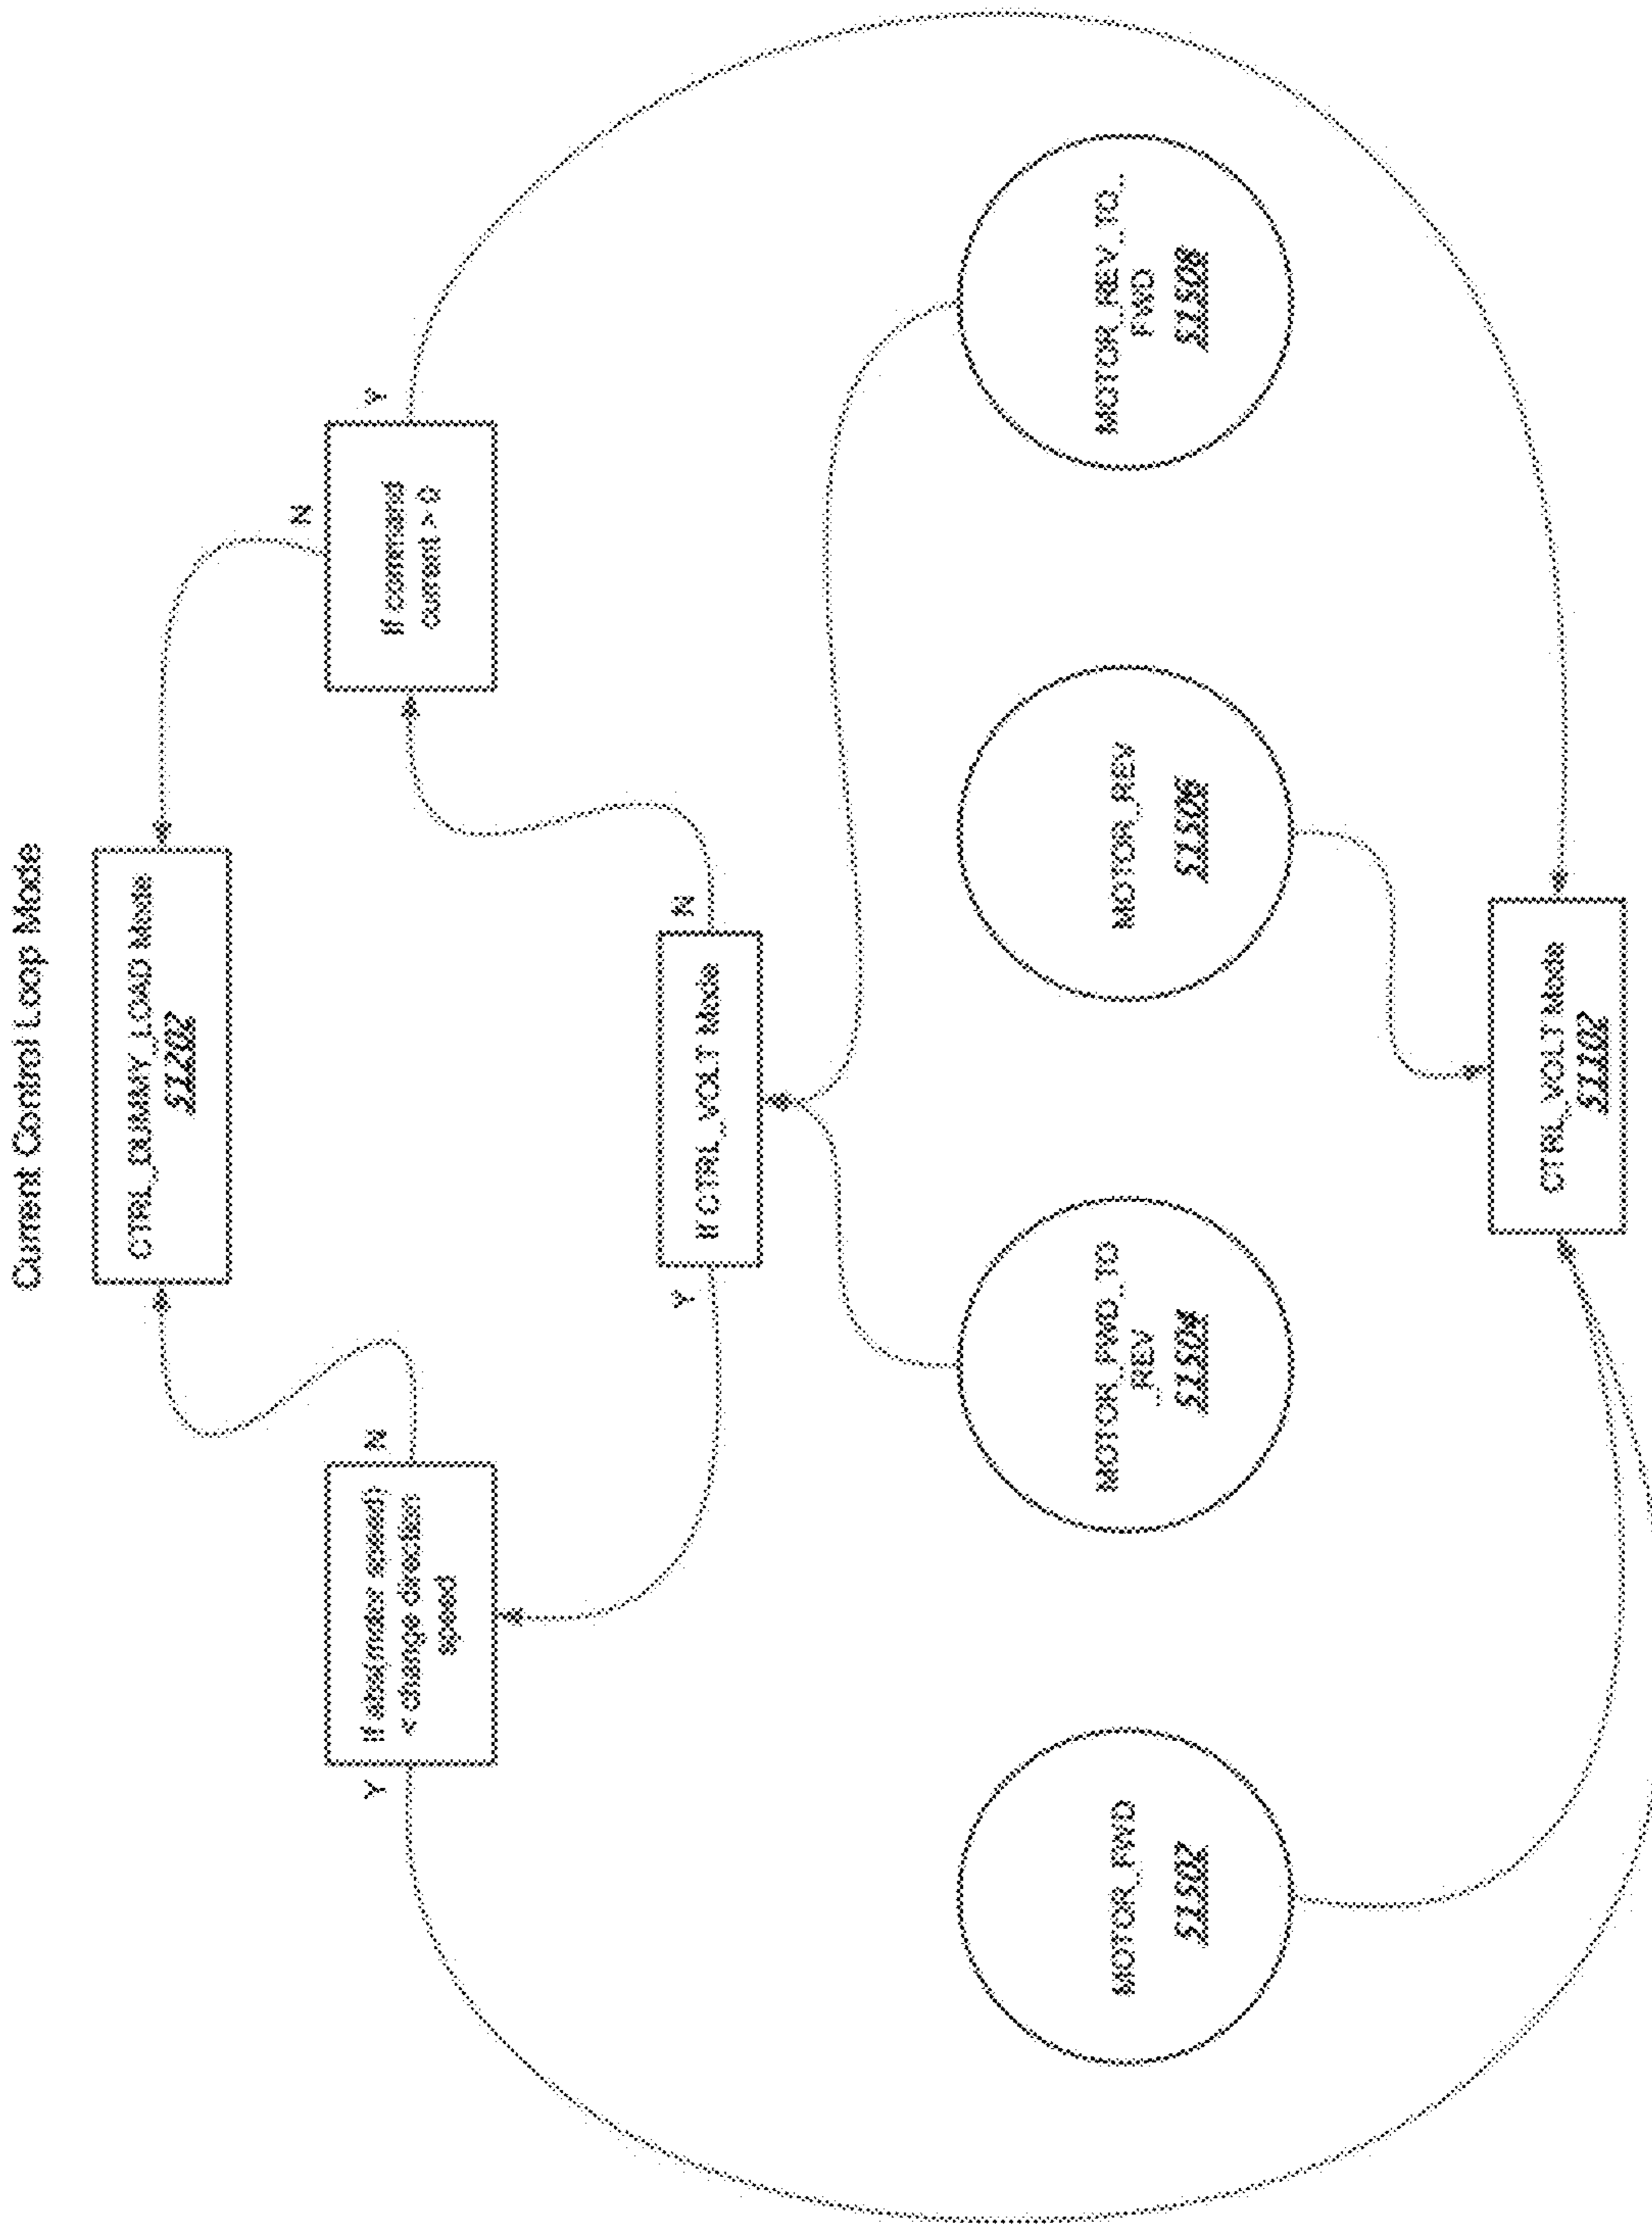 Current Control Loop Mode
CTRL_DUMMY_LOAD Mode
S1202
Y
If abs(motor speed)
< change direction
speed
N
N
If command
current > 0
Y
Y
If CTRL_VOLT Mode
N
MOTOR_FWD
S1502
MOTOR_FWD_TO
_REV
S1504
MOTOR_REV
S1506
MOTOR_REV_TO_
FWD
S1508
CTRL_VOLT Mode
S1102